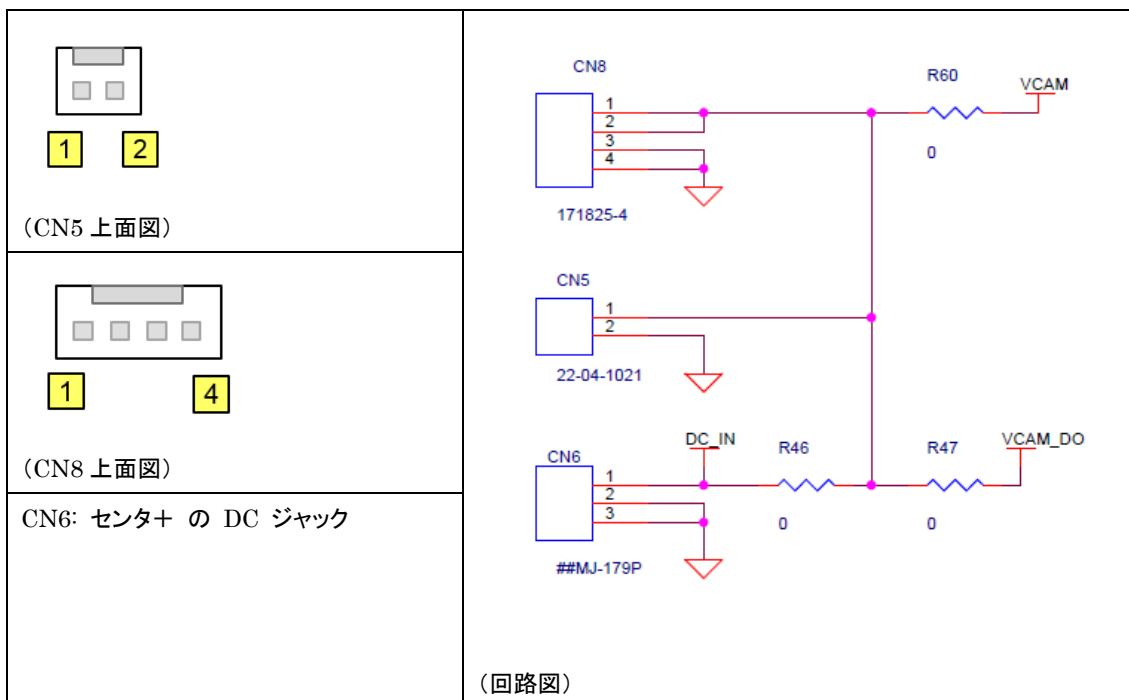 1 2
(CN5 上面図)
1 4
(CN8 上面図)
CN6: センタ+ の DC ジャック
CN8
1
2
3
4
171825-4
R60
0
VCAM
CN5
1
2
22-04-1021
CN6
1
2
3
##MJ-179P
DC_IN
R46
0
R47
0
VCAM_DO
(回路図)